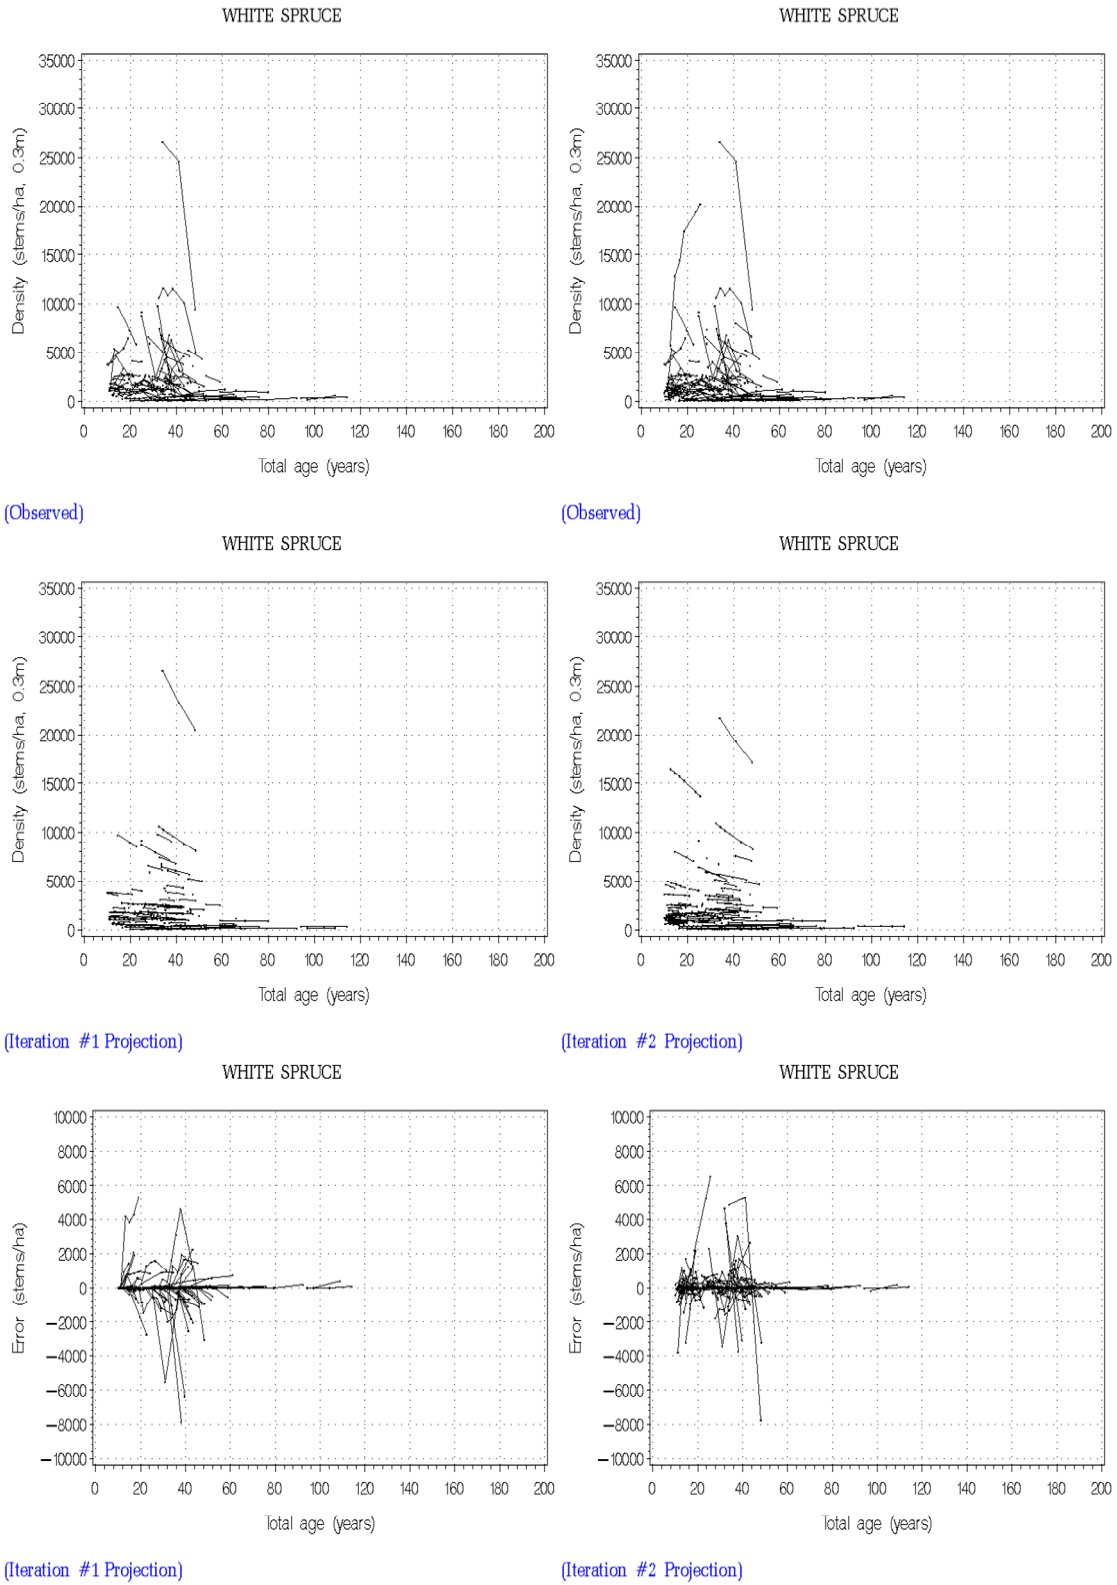 WHITE SPRUCE
35000
30000
25000
20000
15000
10000
5000
0
Density (stems/ha, 0.3m)
0 20 40 60 80 100 120 140 160 180 200
Total age (years)
(Observed)
WHITE SPRUCE
35000
30000
25000
20000
15000
10000
5000
0
Density (stems/ha, 0.3m)
0 20 40 60 80 100 120 140 160 180 200
Total age (years)
(Observed)
WHITE SPRUCE
35000
30000
25000
20000
15000
10000
5000
0
Density (stems/ha, 0.3m)
0 20 40 60 80 100 120 140 160 180 200
Total age (years)
(Iteration #1 Projection)
WHITE SPRUCE
35000
30000
25000
20000
15000
10000
5000
0
Density (stems/ha, 0.3m)
0 20 40 60 80 100 120 140 160 180 200
Total age (years)
(Iteration #2 Projection)
WHITE SPRUCE
10000
8000
6000
4000
2000
0
−2000
−4000
−6000
−8000
−10000
Error (stems/ha)
0 20 40 60 80 100 120 140 160 180 200
Total age (years)
(Iteration #1 Projection)
WHITE SPRUCE
10000
8000
6000
4000
2000
0
−2000
−4000
−6000
−8000
−10000
Error (stems/ha)
0 20 40 60 80 100 120 140 160 180 200
Total age (years)
(Iteration #2 Projection)